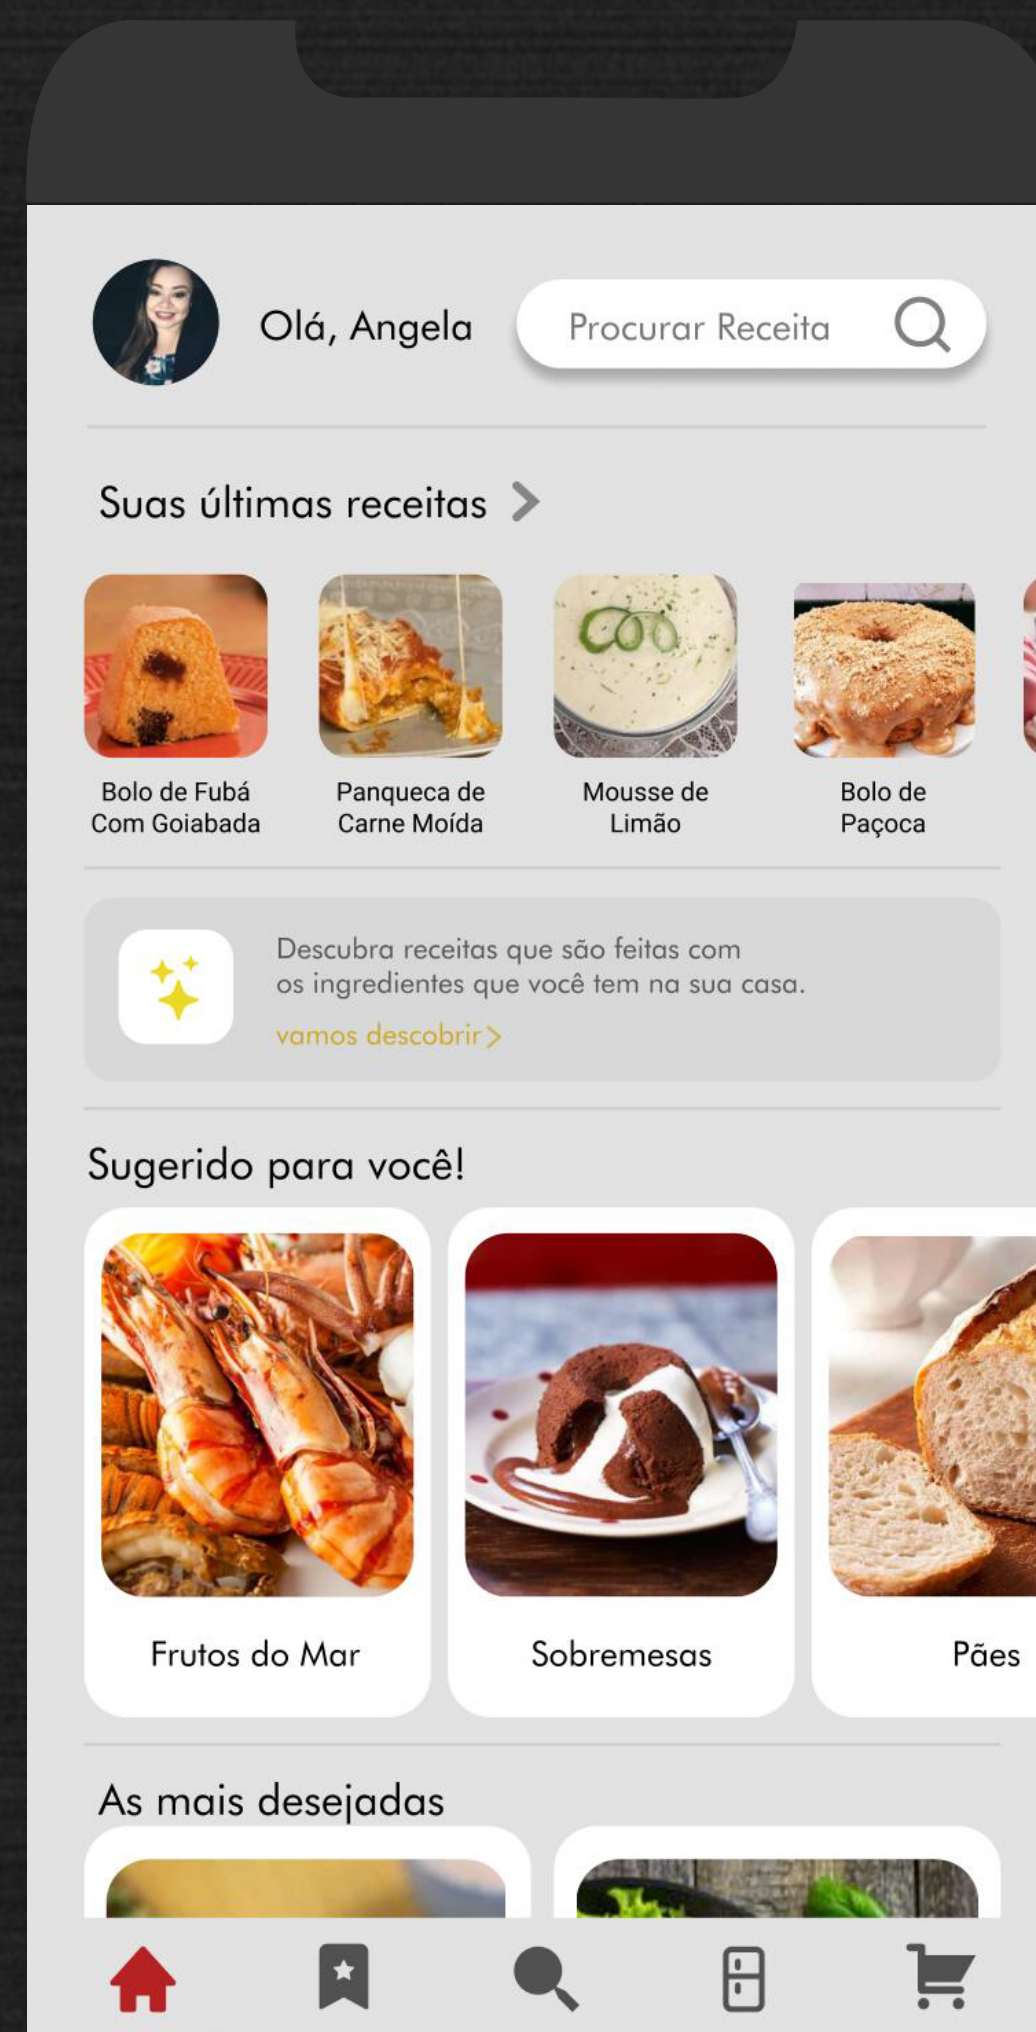 Olá, Angela
Procurar Receita
Suas últimas receitas
Bolo de Fubá
Com Goiabada
Panqueca de
Carne Moída
Mousse de
Limão
Bolo de
Paçoca
Descubra receitas que são feitas com
os ingredientes que você tem na sua casa.
vamos descobrir>
Sugerido para você!
Frutos do Mar
Sobremesas
Pães
As mais desejadas